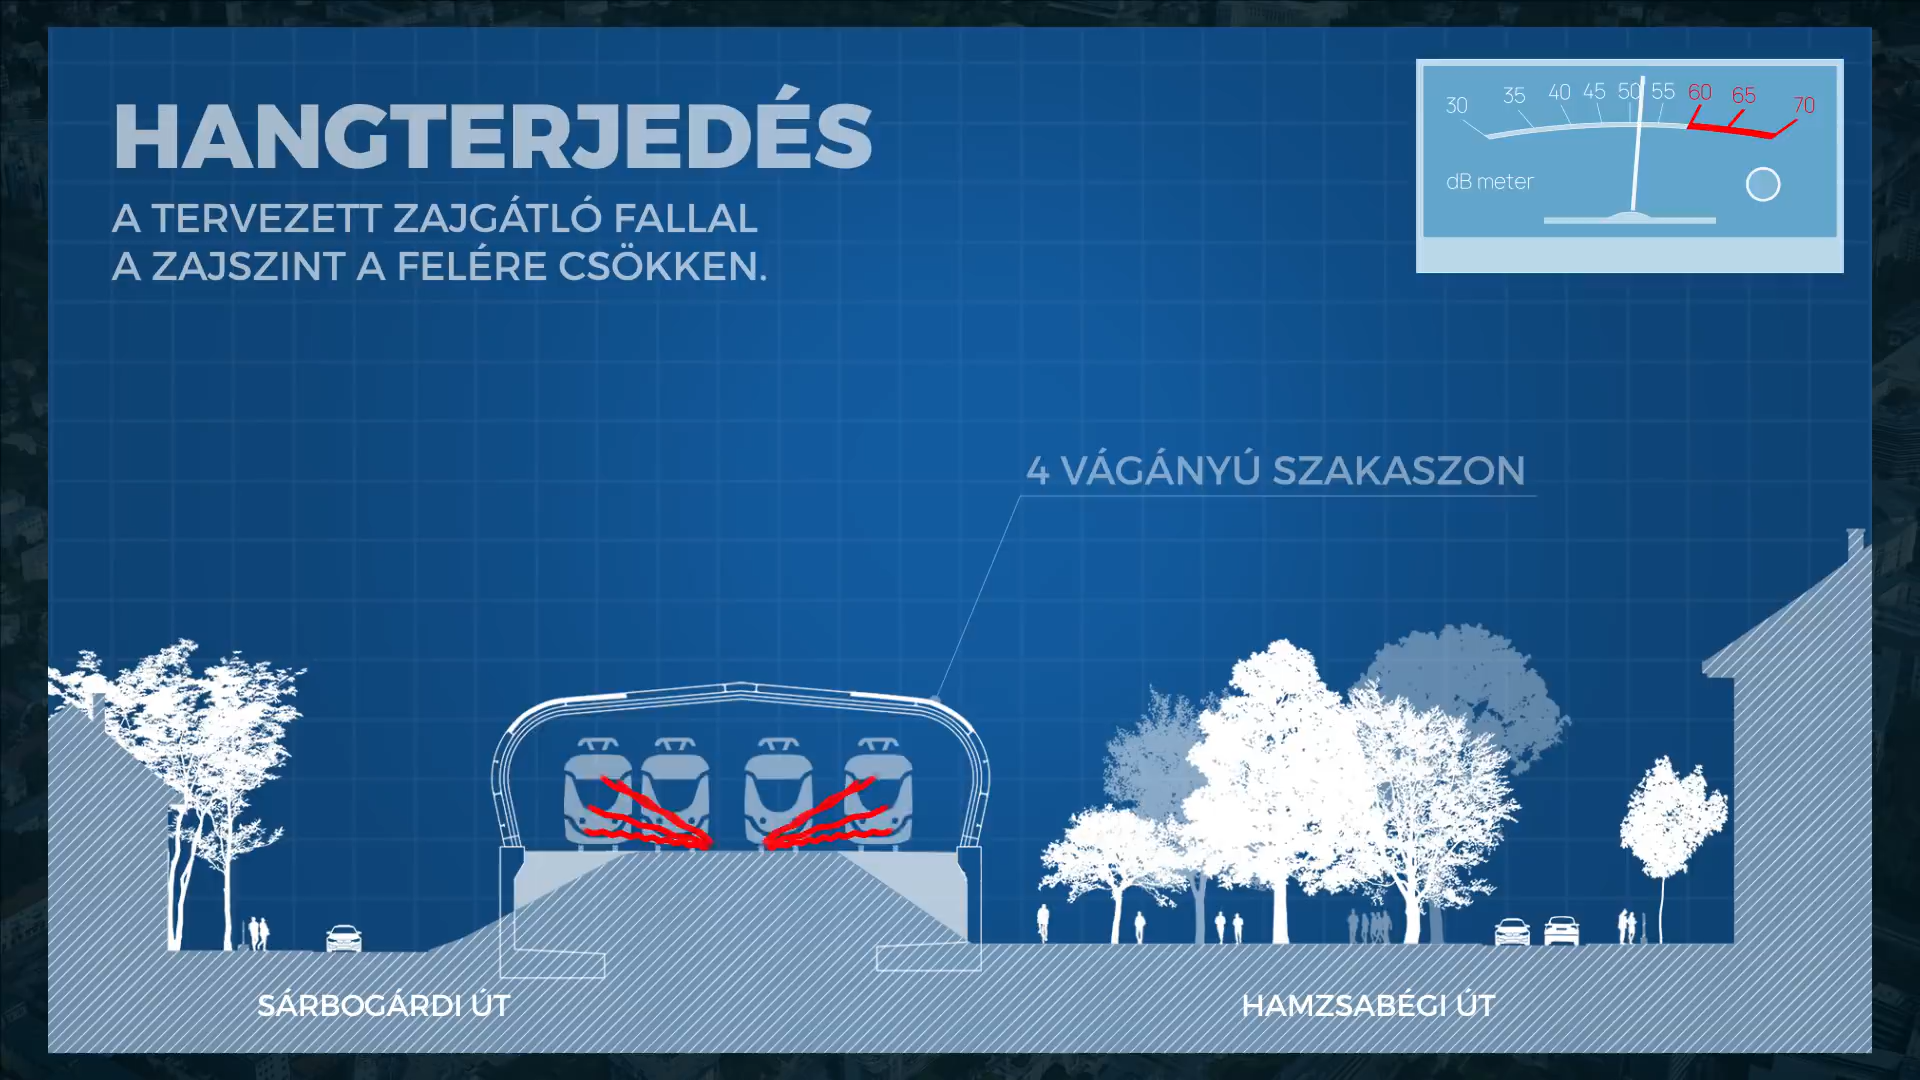 HANGTERJEDÉS
A TERVEZETT ZAJGÁTLÓ FALLAL
A ZAJSZINT A FELÉRE CSÖKKEN.
30 35 40 45 50 55 60 65 70
dB meter
4 VÁGÁNYÚ SZAKASZON
SÁRBOGÁRDI ÚT
HAMZSABÉGI ÚT